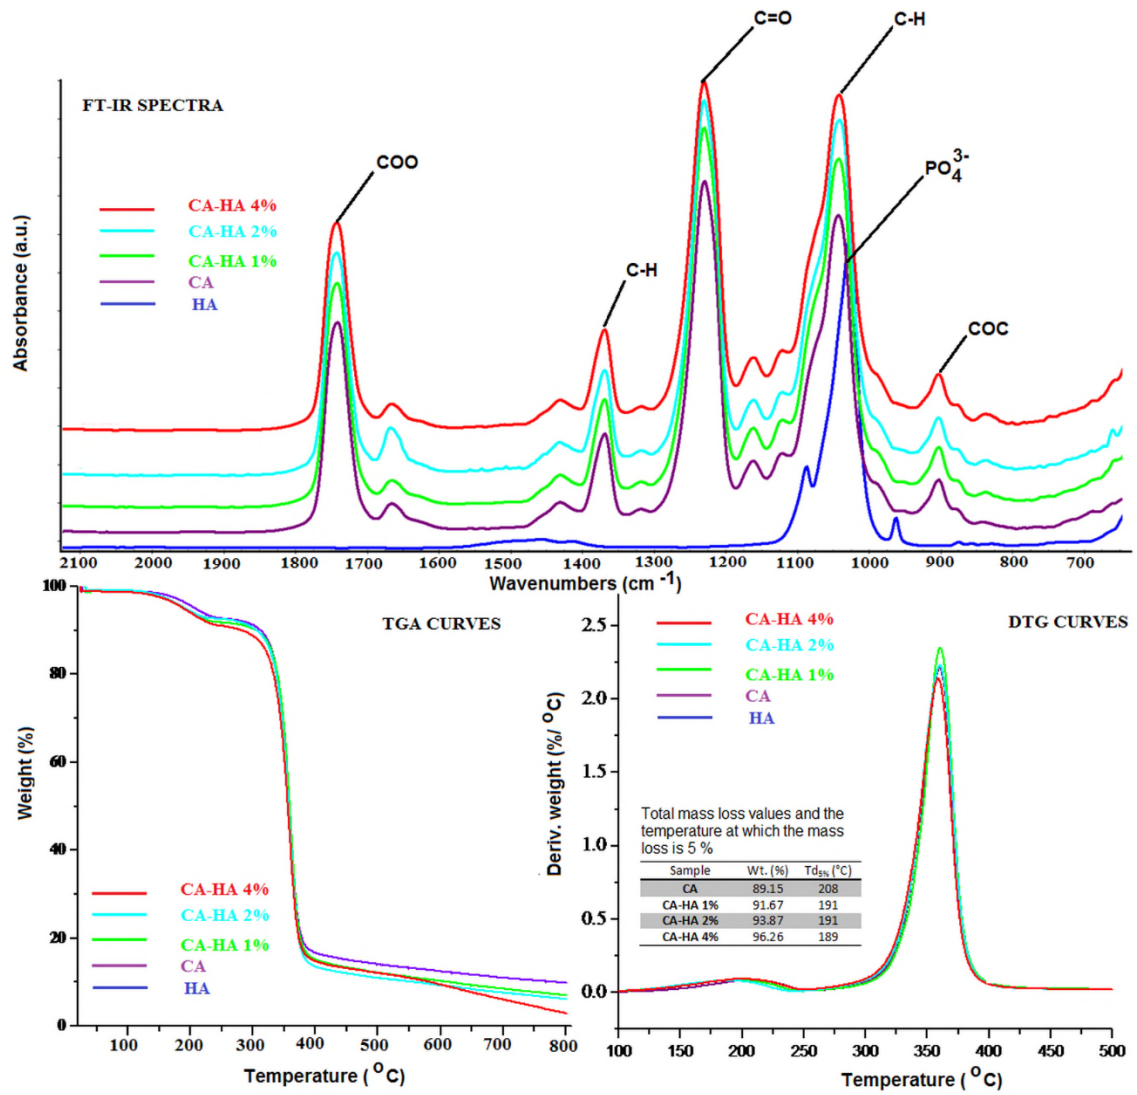 C=O
C-H
FT-IR SPECTRA
COO
PO₄³⁻
CA-HA 4%
CA-HA 2%
CA-HA 1%
CA
HA
C-H
COC
Absorbance (a.u.)
2100 2000 1900 1800 1700 1600 1500 1400 1300 1200 1100 1000 900 800 700
Wavenumbers (cm ⁻¹)
TGA CURVES
100
80
60
40
20
0
Weight (%)
CA-HA 4%
CA-HA 2%
CA-HA 1%
CA
HA
100 200 300 400 500 600 700 800
Temperature ( ᴼC)
DTG CURVES
CA-HA 4%
CA-HA 2%
CA-HA 1%
CA
HA
2.5
2.0
1.5
1.0
0.5
0.0
Deriv. weight (%/ ᴼC)
Total mass loss values and the
temperature at which the mass
loss is 5 %
Sample Wt. (%) Td₅% (°C)
CA 89.15 208
CA-HA 1% 91.67 191
CA-HA 2% 93.87 191
CA-HA 4% 96.26 189
100 150 200 250 300 350 400 450 500
Temperature ( ᴼC)